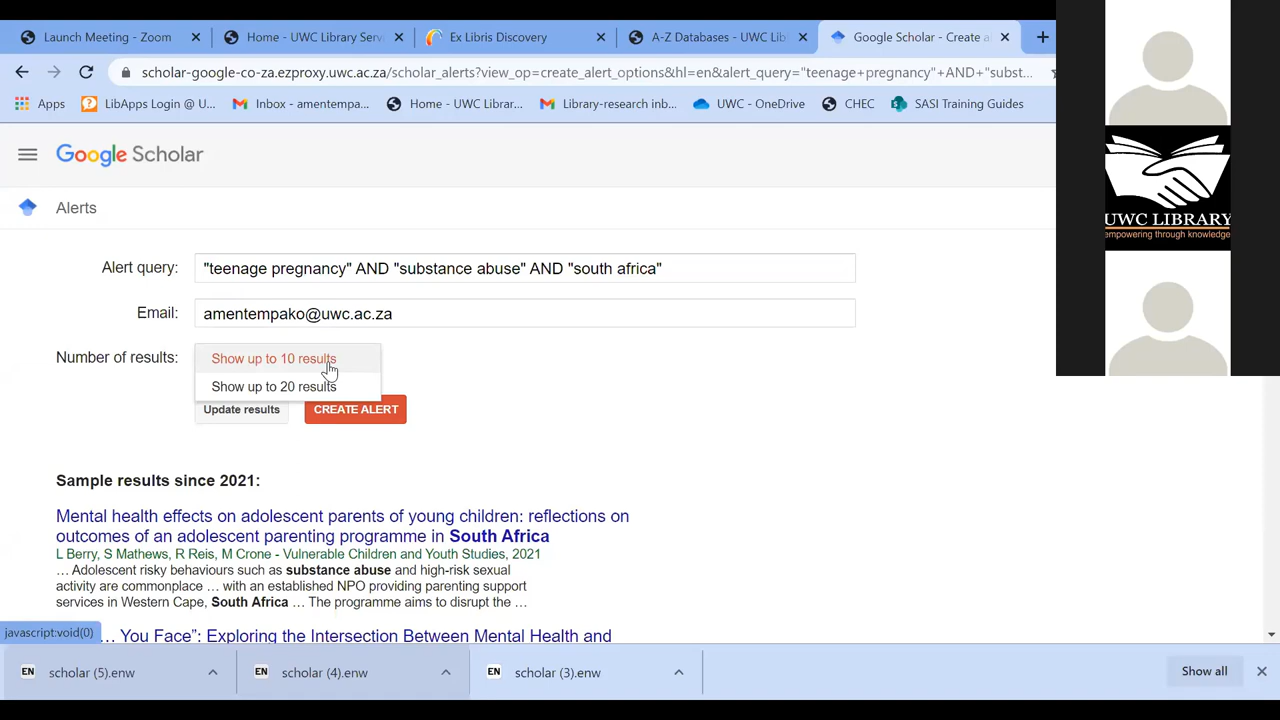 Launch Meeting - Zoom
Home - UWC Library Serv
Ex Libris Discovery
A-Z Databases - UWC Lib
Google Scholar - Create a
scholar-google-co-za.ezproxy.uwc.ac.za/scholar_alerts?view_op=create_alert_options&hl=en&alert_query="teenage+pregnancy"+AND+"subst...
Apps
LibApps Login @ U...
Inbox - amentempa...
Home - UWC Librar...
Library-research inb...
UWC - OneDrive
CHEC
SASI Training Guides
Google Scholar
Alerts
Alert query: "teenage pregnancy" AND "substance abuse" AND "south africa"
Email: amentempako@uwc.ac.za
Number of results: Show up to 10 results
Show up to 20 results
Update results CREATE ALERT
Sample results since 2021:
Mental health effects on adolescent parents of young children: reflections on
outcomes of an adolescent parenting programme in South Africa
L Berry, S Mathews, R Reis, M Crone - Vulnerable Children and Youth Studies, 2021
… Adolescent risky behaviours such as substance abuse and high-risk sexual
activity are commonplace … with an established NPO providing parenting support
services in Western Cape, South Africa … The programme aims to disrupt the …
… You Face”: Exploring the Intersection Between Mental Health and
javascript:void(0)
EN scholar (5).enw
EN scholar (4).enw
EN scholar (3).enw
Show all
UWC LIBRARY
empowering through knowledge